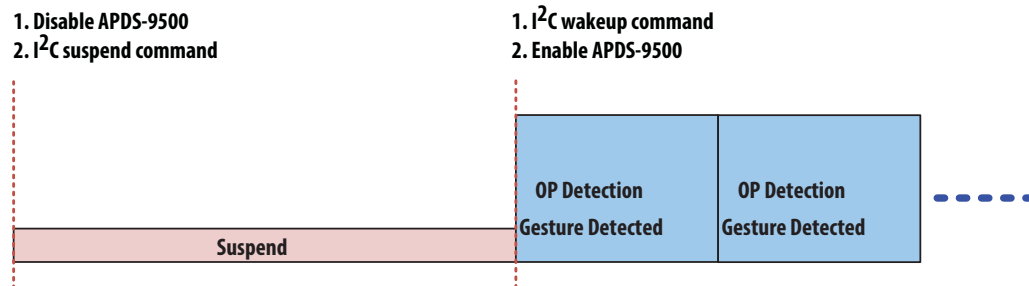 1. Disable APDS-9500
2. I²C suspend command
1. I²C wakeup command
2. Enable APDS-9500
Suspend
OP Detection
Gesture Detected
OP Detection
Gesture Detected